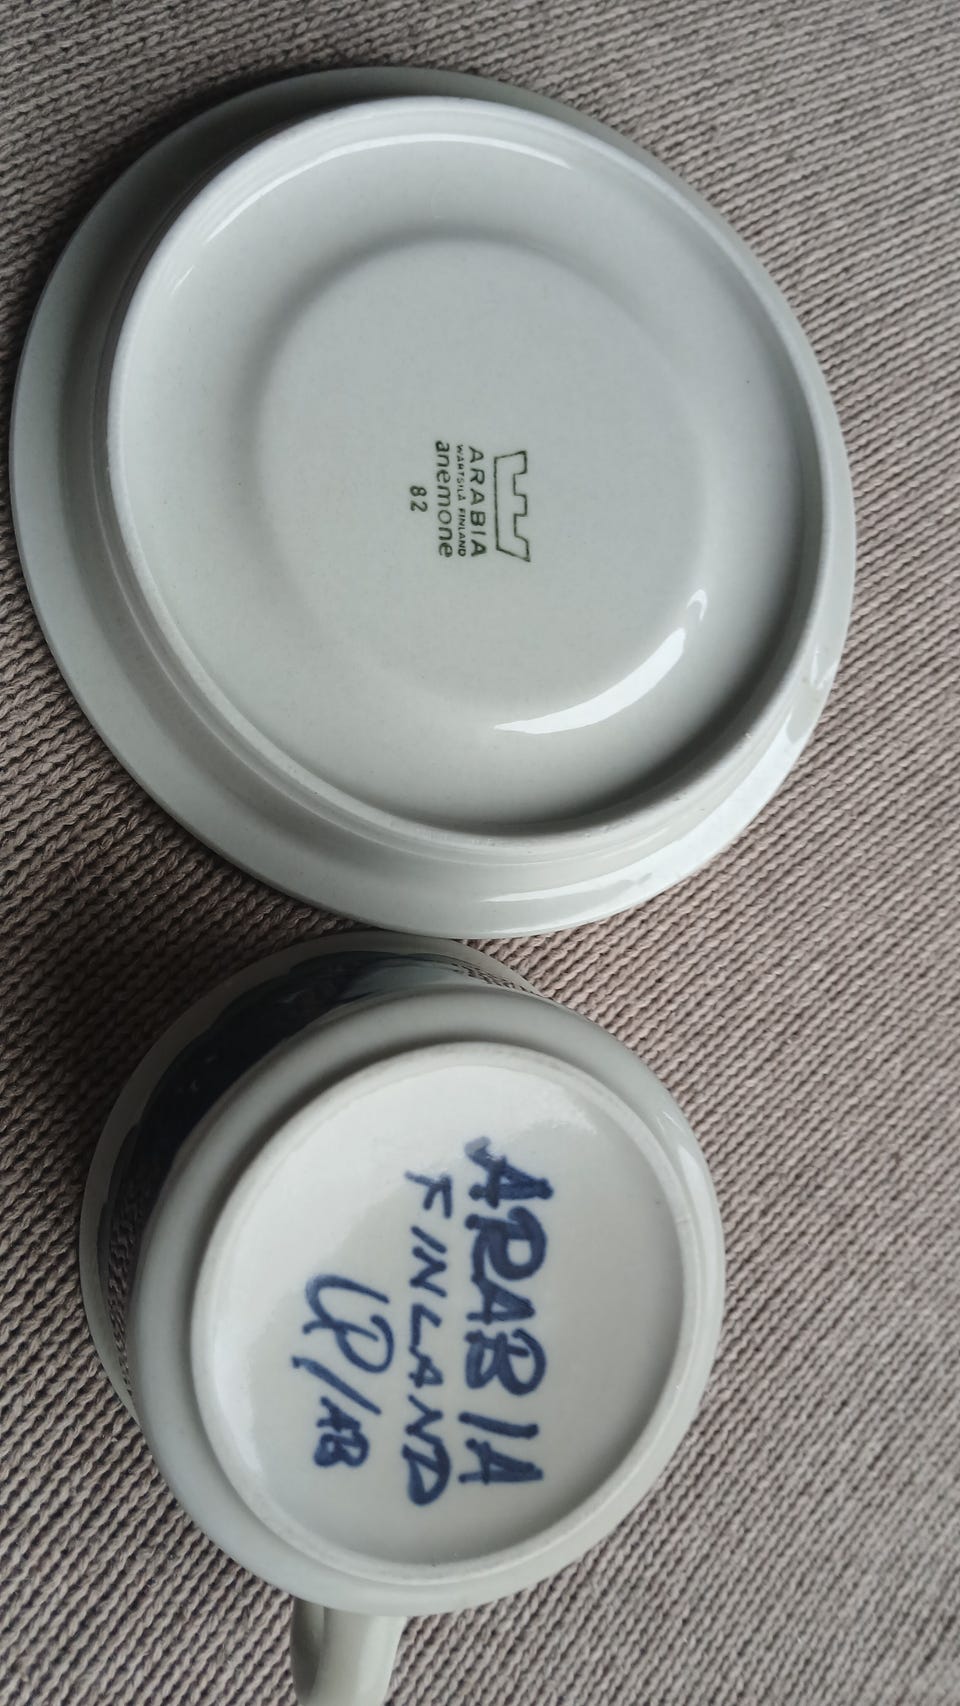 ARABIA
WÄRTSILÄ FINLAND
anemone
82
ARABIA
FINLAND
UP/AB